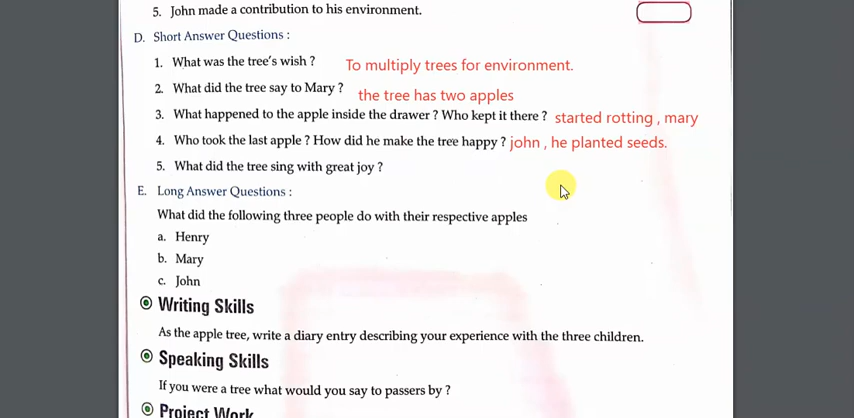 5. John made a contribution to his environment.
D. Short Answer Questions :
1. What was the tree's wish ? To multiply trees for environment.
2. What did the tree say to Mary ? the tree has two apples
3. What happened to the apple inside the drawer ? Who kept it there ? started rotting , mary
4. Who took the last apple ? How did he make the tree happy ? john , he planted seeds.
5. What did the tree sing with great joy ?
E. Long Answer Questions :
What did the following three people do with their respective apples
a. Henry
b. Mary
c. John
Writing Skills
As the apple tree, write a diary entry describing your experience with the three children.
Speaking Skills
If you were a tree what would you say to passers by ?
Project Work